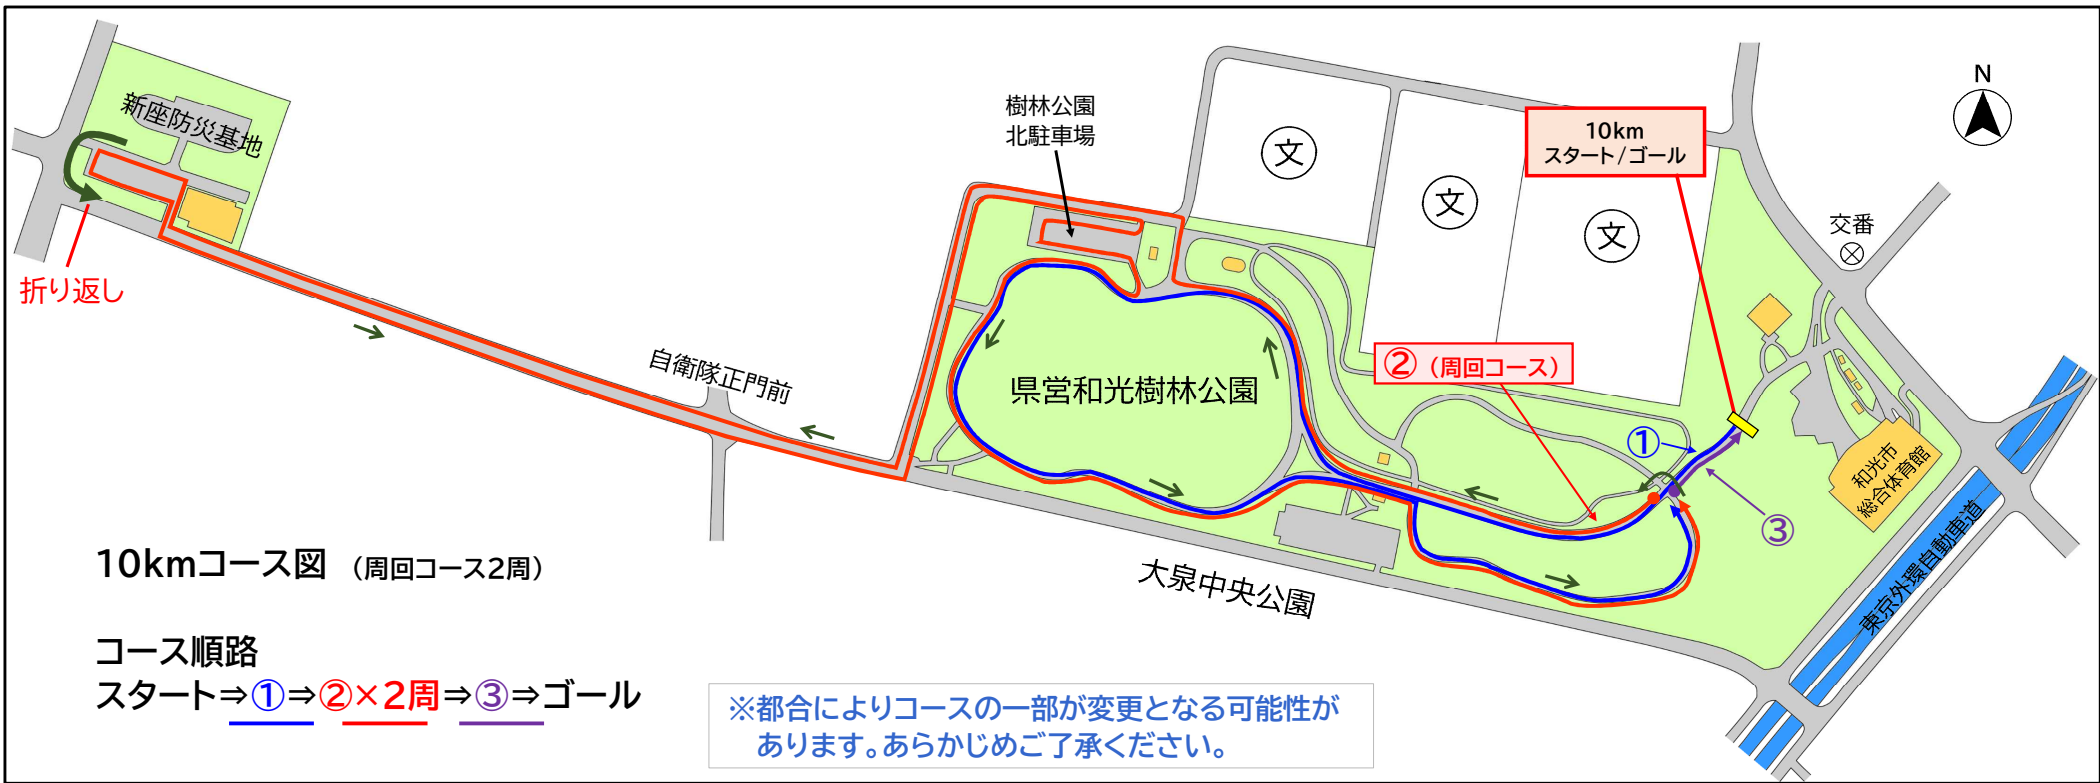 新座防災基地
折り返し
自衛隊正門前
樹林公園
北駐車場
文
文
文
10km
スタート/ゴール
N
交番
② （周回コース）
県営和光樹林公園
①
③
和光市
総合体育館
東京外環自動車道
大泉中央公園
10kmコース図 （周回コース2周）
コース順路
スタート⇒①⇒②×2周⇒③⇒ゴール
※都合によりコースの一部が変更となる可能性が
あります。あらかじめご了承ください。